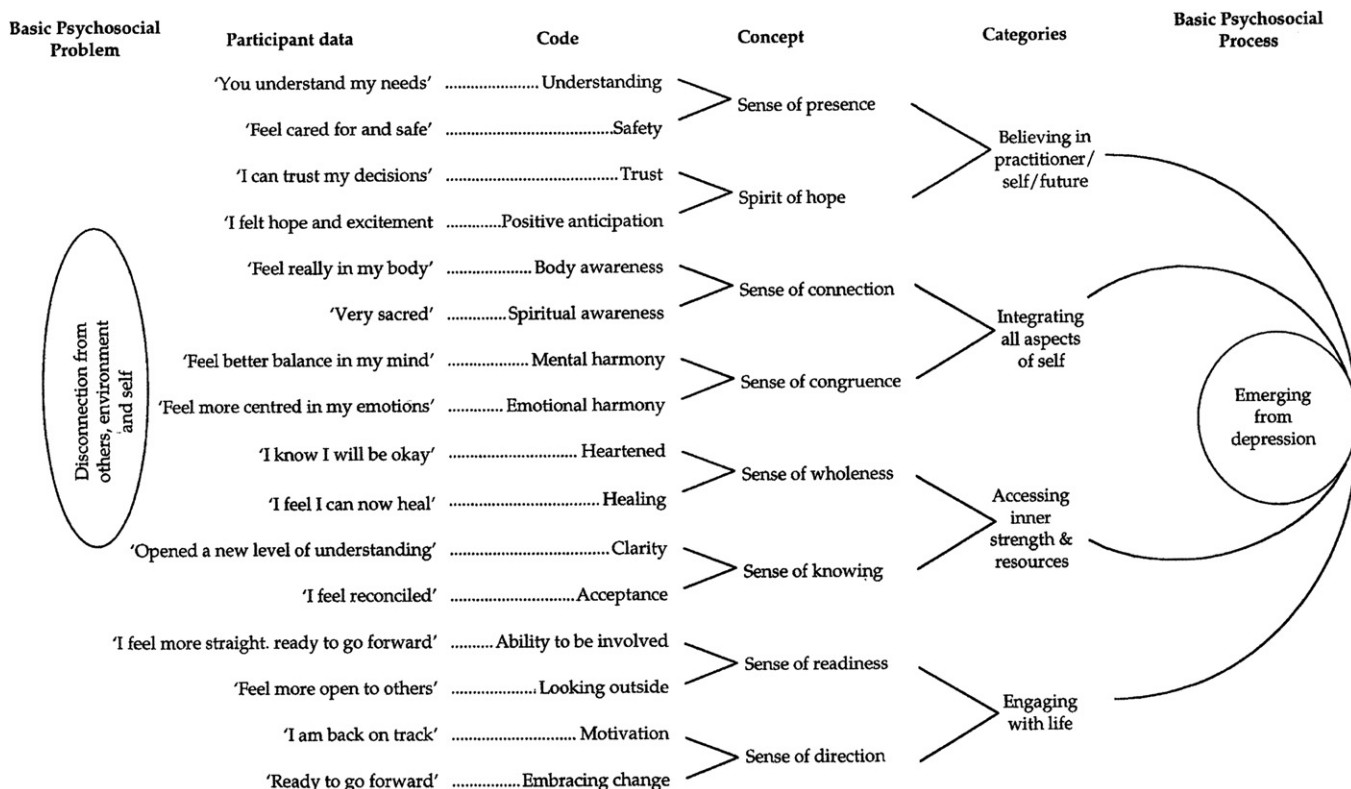 Basic Psychosocial
Problem
Participant data
Code
Concept
Categories
Basic Psychosocial
Process
'You understand my needs' ...................... Understanding
'Feel cared for and safe' ........................................Safety
Sense of presence
'I can trust my decisions' .........................................Trust
'I felt hope and excitement ............Positive anticipation
Spirit of hope
Believing in
practitioner/
self/future
'Feel really in my body' .................... Body awareness
'Very sacred' ..............Spiritual awareness
Sense of connection
'Feel better balance in my mind' .............. Mental harmony
'Feel more centred in my emotions' ........... Emotional harmony
Sense of congruence
Integrating
all aspects
of self
'I know I will be okay' .............................. Heartened
'I feel I can now heal' ....................................Healing
Sense of wholeness
'Opened a new level of understanding' .....................................Clarity
'I feel reconciled' .............................Acceptance
Sense of knowing
Accessing
inner
strength &
resources
'I feel more straight. ready to go forward' .......... Ability to be involved
'Feel more open to others' ................... Looking outside
Sense of readiness
'I am back on track' ............................. Motivation
'Ready to go forward' ................Embracing change
Sense of direction
Engaging
with life
Disconnection from
others, environment
and self
Emerging
from
depression